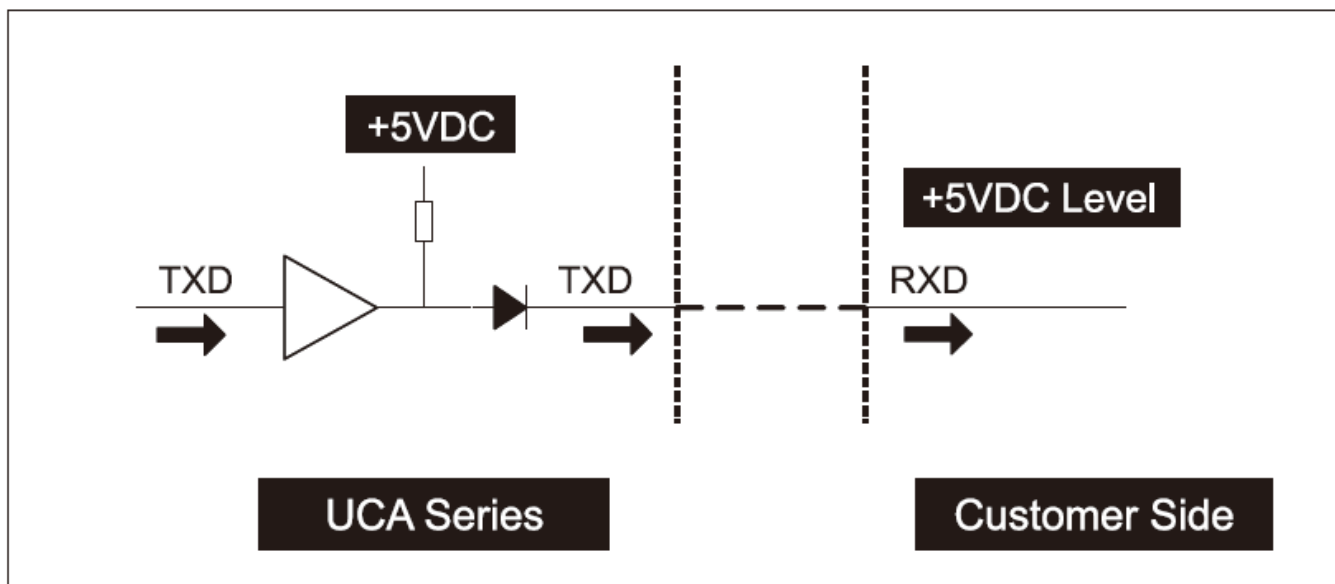 +5VDC
+5VDC Level
TXD
TXD
RXD
UCA Series
Customer Side